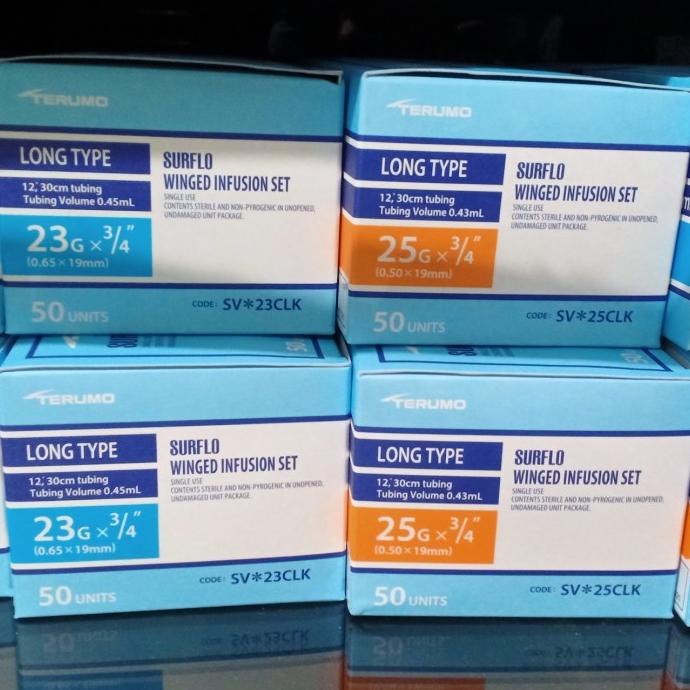 TERUMO
LONG TYPE
12,″ 30cm tubing
Tubing Volume 0.45mL
23G × 3/4″
(0.65 × 19mm)
50 UNITS
SURFLO
WINGED INFUSION SET
SINGLE USE
CONTENTS STERILE AND NON-PYROGENIC IN UNOPENED,
UNDAMAGED UNIT PACKAGE.
CODE: SV*23CLK
TERUMO
LONG TYPE
12,″ 30cm tubing
Tubing Volume 0.43mL
25G × 3/4″
(0.50 × 19mm)
50 UNITS
SURFLO
WINGED INFUSION SET
SINGLE USE
CONTENTS STERILE AND NON-PYROGENIC IN UNOPENED,
UNDAMAGED UNIT PACKAGE.
CODE: SV*25CLK
TERUMO
LONG TYPE
12,″ 30cm tubing
Tubing Volume 0.45mL
23G × 3/4″
(0.65 × 19mm)
50 UNITS
SURFLO
WINGED INFUSION SET
SINGLE USE
CONTENTS STERILE AND NON-PYROGENIC IN UNOPENED,
UNDAMAGED UNIT PACKAGE.
CODE: SV*23CLK
TERUMO
LONG TYPE
12,″ 30cm tubing
Tubing Volume 0.43mL
25G × 3/4″
(0.50 × 19mm)
50 UNITS
SURFLO
WINGED INFUSION SET
SINGLE USE
CONTENTS STERILE AND NON-PYROGENIC IN UNOPENED,
UNDAMAGED UNIT PACKAGE.
CODE: SV*25CLK